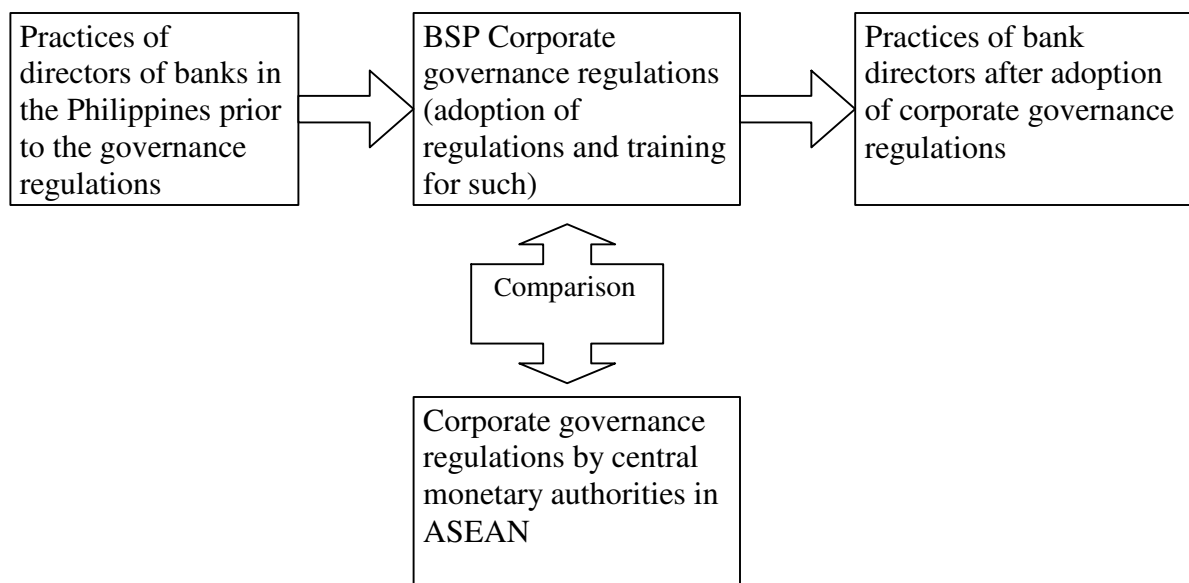 Practices of
directors of banks in
the Philippines prior
to the governance
regulations
BSP Corporate
governance regulations
(adoption of
regulations and training
for such)
Practices of bank
directors after adoption
of corporate governance
regulations
Comparison
Corporate governance
regulations by central
monetary authorities in
ASEAN